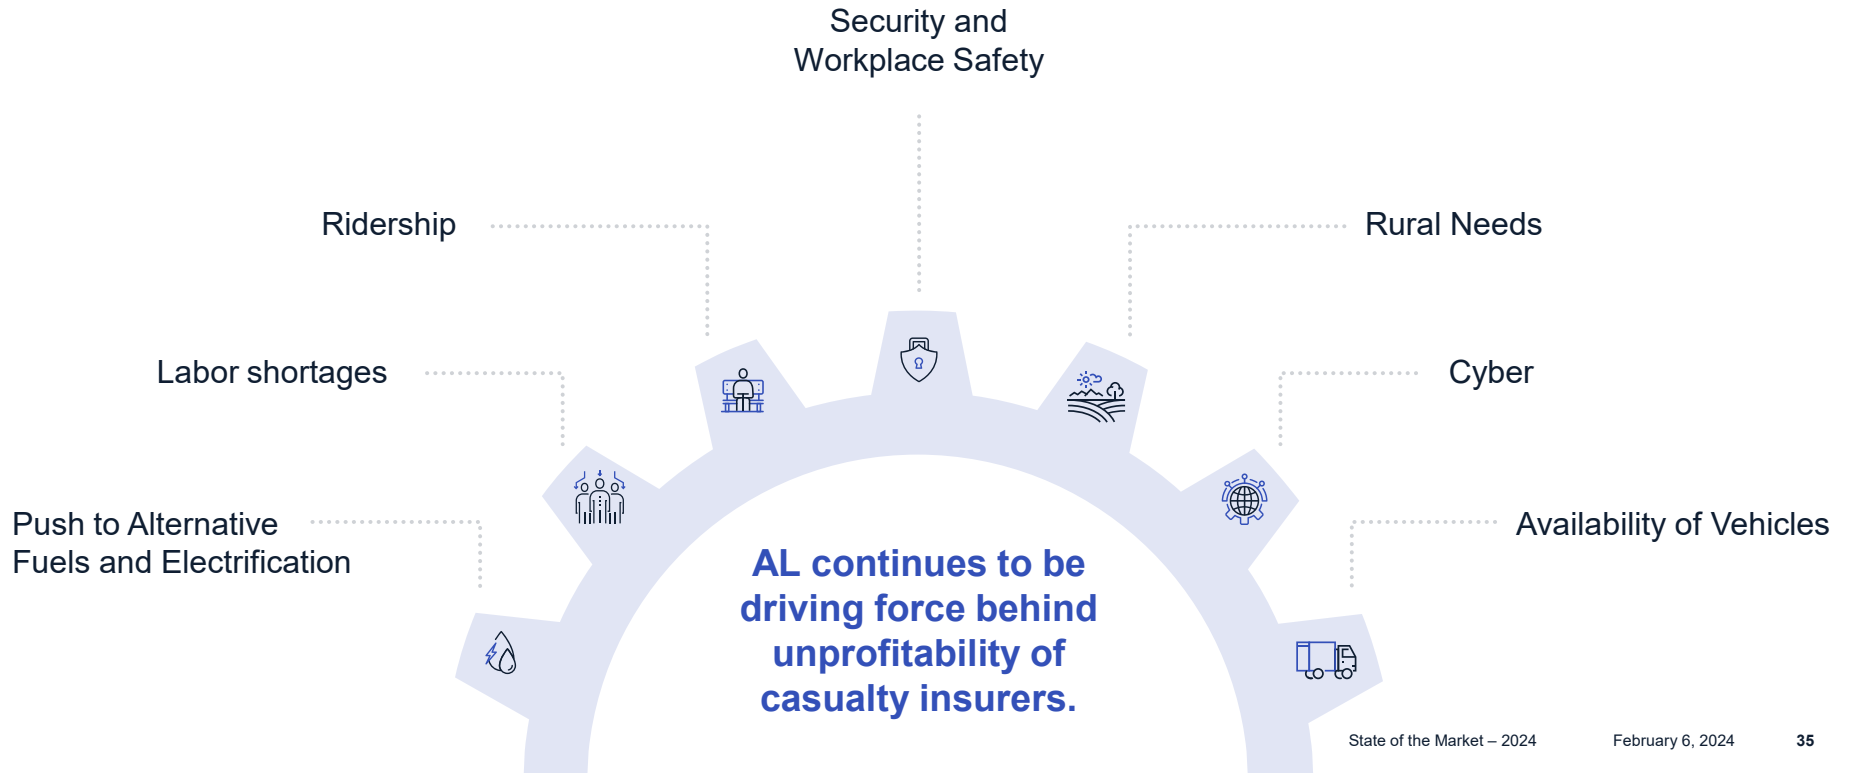 Security and
Workplace Safety
Ridership
Rural Needs
Labor shortages
Cyber
Push to Alternative
Fuels and Electrification
Availability of Vehicles
AL continues to be
driving force behind
unprofitability of
casualty insurers.
State of the Market – 2024 February 6, 2024 35